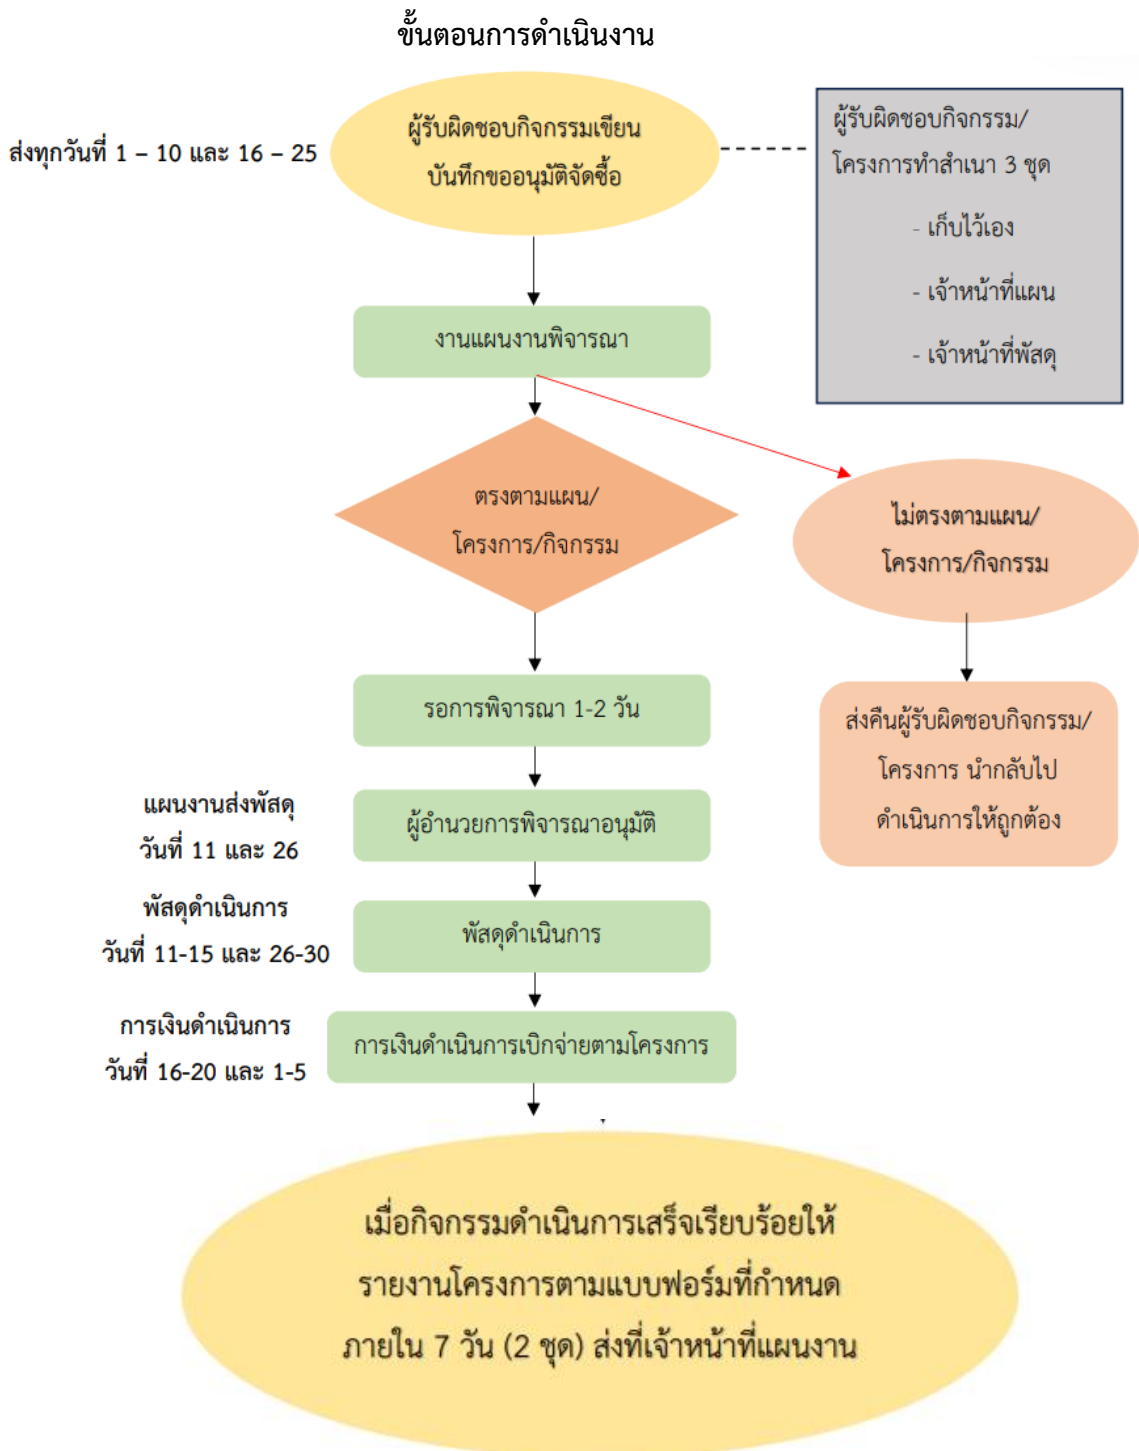 ขั้นตอนการดำเนินงาน
ส่งทุกวันที่ 1 – 10 และ 16 – 25
ผู้รับผิดชอบกิจกรรมเขียน
บันทึกขออนุมัติจัดซื้อ
ผู้รับผิดชอบกิจกรรม/
โครงการทำสำเนา 3 ชุด
- เก็บไว้เอง
- เจ้าหน้าที่แผน
- เจ้าหน้าที่พัสดุ
งานแผนงานพิจารณา
ตรงตามแผน/
โครงการ/กิจกรรม
ไม่ตรงตามแผน/
โครงการ/กิจกรรม
รอการพิจารณา 1-2 วัน
ส่งคืนผู้รับผิดชอบกิจกรรม/
โครงการ นำกลับไป
ดำเนินการให้ถูกต้อง
แผนงานส่งพัสดุ
วันที่ 11 และ 26
ผู้อำนวยการพิจารณาอนุมัติ
พัสดุดำเนินการ
วันที่ 11-15 และ 26-30
พัสดุดำเนินการ
การเงินดำเนินการ
วันที่ 16-20 และ 1-5
การเงินดำเนินการเบิกจ่ายตามโครงการ
เมื่อกิจกรรมดำเนินการเสร็จเรียบร้อยให้
รายงานโครงการตามแบบฟอร์มที่กำหนด
ภายใน 7 วัน (2 ชุด) ส่งที่เจ้าหน้าที่แผนงาน